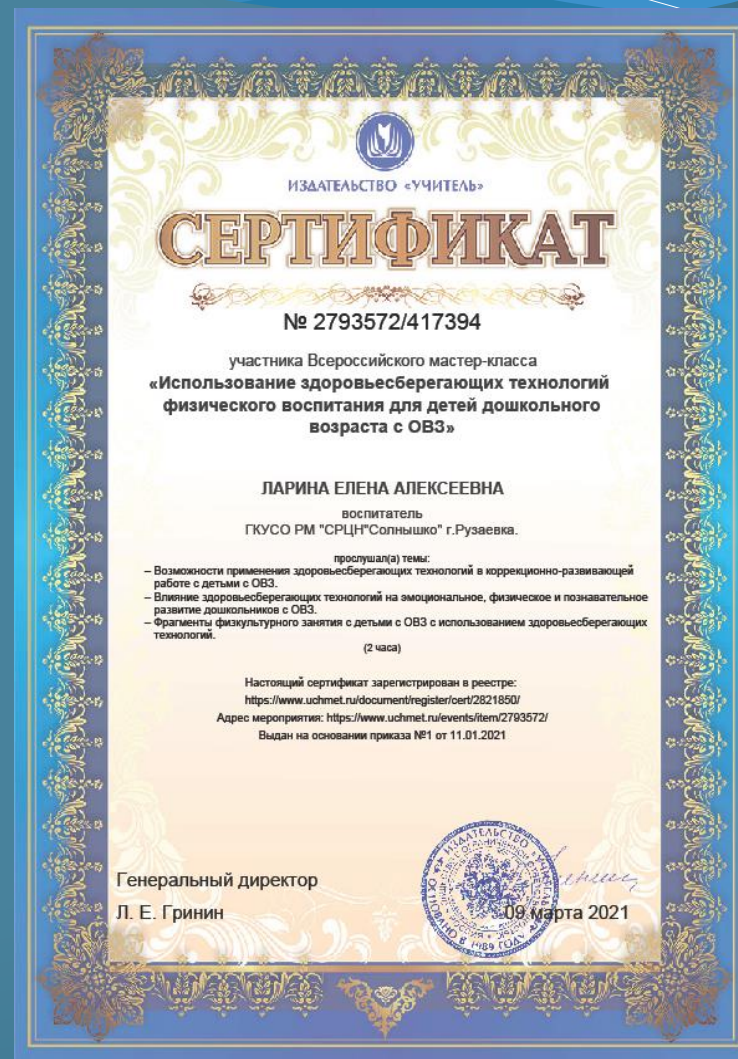 ИЗДАТЕЛЬСТВО «УЧИТЕЛЬ»
СЕРТИФИКАТ
№ 2793572/417394
участника Всероссийского мастер-класса
«Использование здоровьесберегающих технологий
физического воспитания для детей дошкольного
возраста с ОВЗ»
ЛАРИНА ЕЛЕНА АЛЕКСЕЕВНА
воспитатель
ГКУСО РМ "СРЦН"Солнышко" г.Рузаевка.
прослушал(а) темы:
– Возможности применения здоровьесберегающих технологий в коррекционно-развивающей
работе с детьми с ОВЗ.
– Влияние здоровьесберегающих технологий на эмоциональное, физическое и познавательное
развитие дошкольников с ОВЗ.
– Фрагменты физкультурного занятия с детьми с ОВЗ с использованием здоровьесберегающих
технологий.
(2 часа)
Настоящий сертификат зарегистрирован в реестре:
https://www.uchmet.ru/document/register/cert/2821850/
Адрес мероприятия: https://www.uchmet.ru/events/item/2793572/
Выдан на основании приказа №1 от 11.01.2021
Генеральный директор
Л. Е. Гринин
09 марта 2021
ИЗДАТЕЛЬСТВО «УЧИТЕЛЬ»
ОСНОВАНО В 1989 ГОДУ